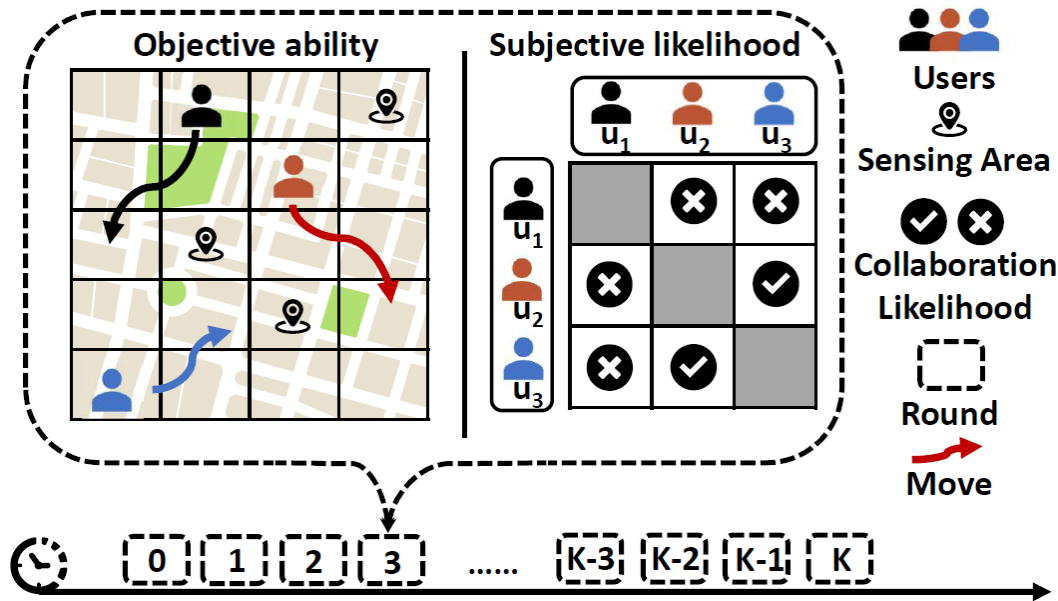 Objective ability
Subjective likelihood
u1
u2
u3
u1
u2
u3
Users
Sensing Area
Collaboration
Likelihood
Round
Move
0
1
2
3
......
K-3
K-2
K-1
K